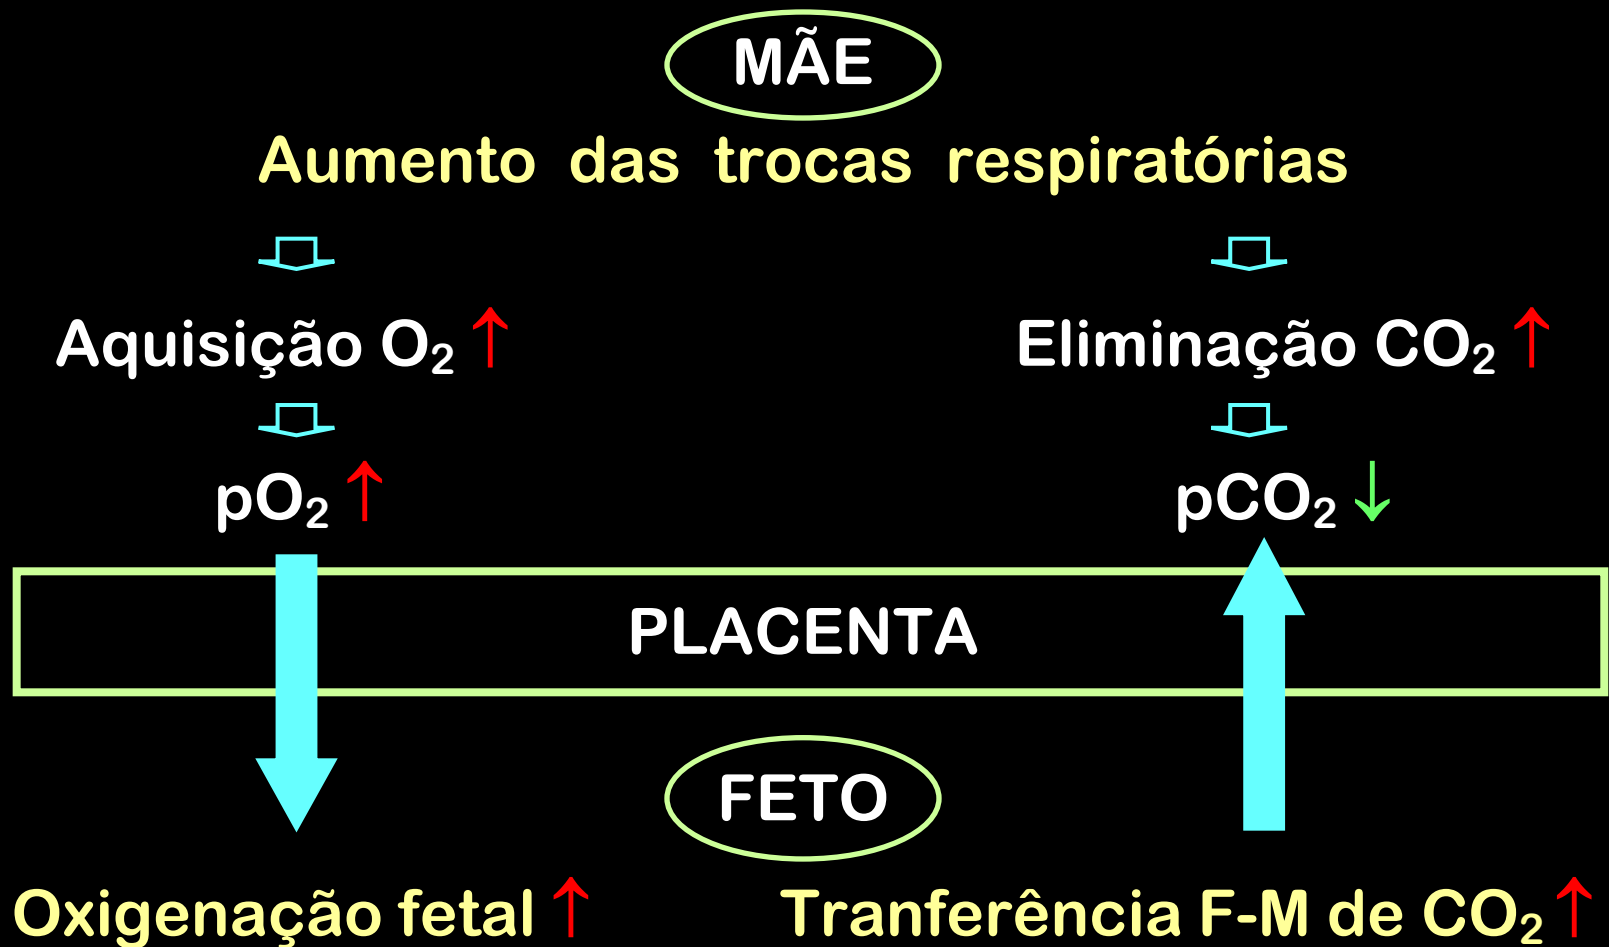 MÃE
Aumento das trocas respiratórias
Aquisição O₂ ↑ Eliminação CO₂ ↑
pO₂ ↑ pCO₂ ↓
PLACENTA
FETO
Oxigenação fetal ↑ Tranferência F-M de CO₂ ↑